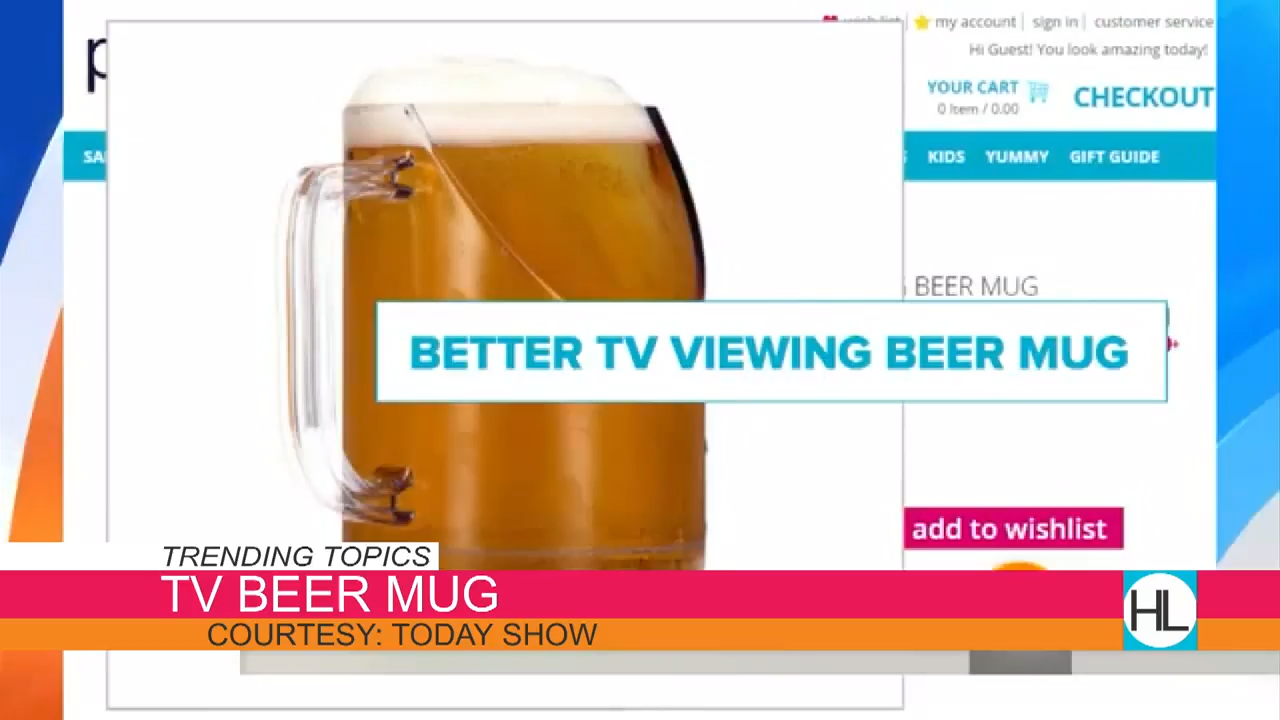 my account
sign in
customer service
Hi Guest! You look amazing today!
YOUR CART
0 Item / 0.00
CHECKOUT
KIDS
YUMMY
GIFT GUIDE
BEER MUG
BETTER TV VIEWING BEER MUG
add to wishlist
TRENDING TOPICS
TV BEER MUG
COURTESY: TODAY SHOW
HL